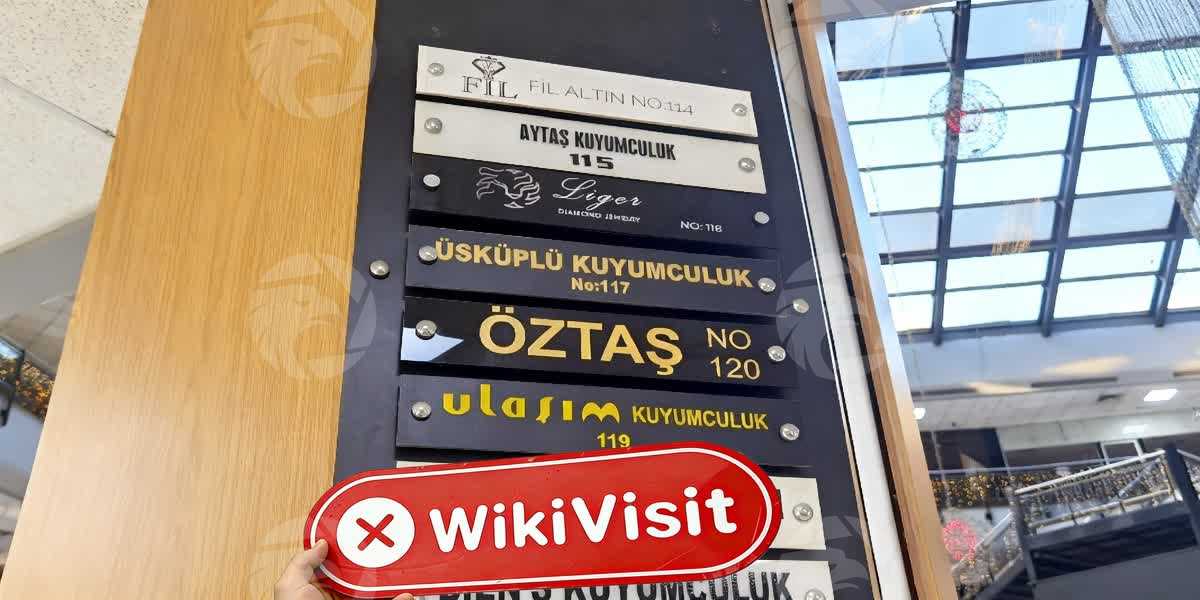 FİL FİL ALTIN NO:114
AYTAŞ KUYUMCULUK
115
Liger
DIAMOND JEWELRY
NO: 118
ÜSKÜPLÜ KUYUMCULUK
No:117
ÖZTAŞ NO
120
ulaşım KUYUMCULUK
119
WikiVisit
KUYUMCULUK